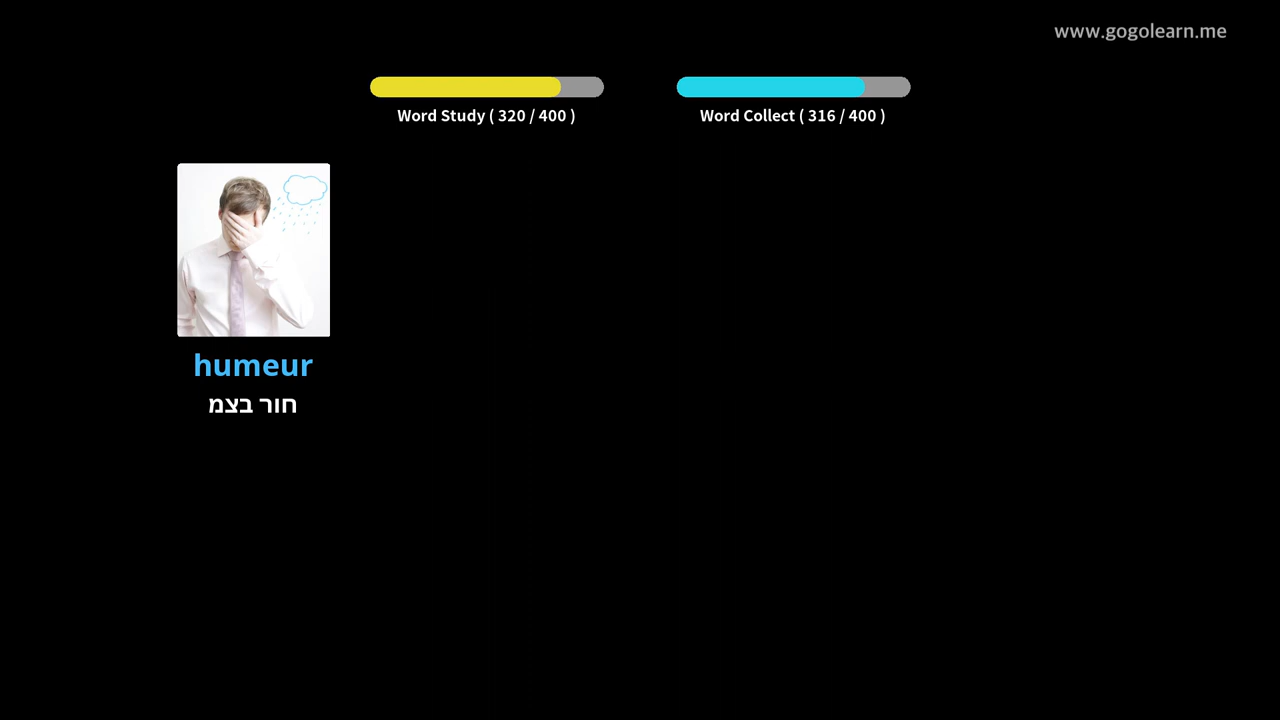 www.gogolearn.me
Word Study ( 320 / 400 )
Word Collect ( 316 / 400 )
humeur
חור בצמ